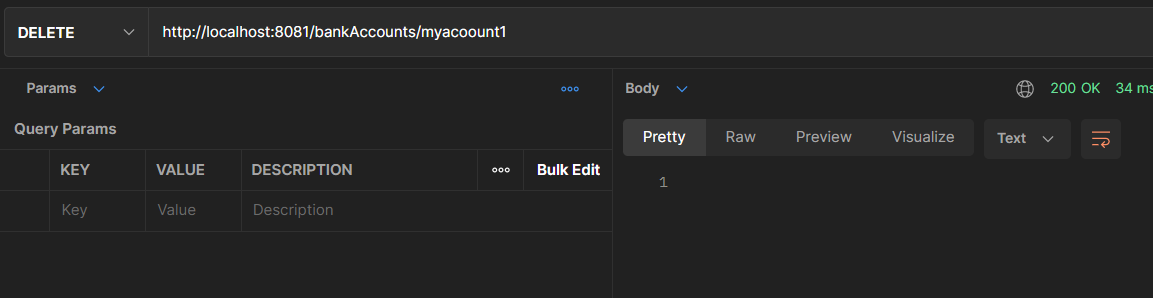 DELETE http://localhost:8081/bankAccounts/myacoount1
Params
Query Params
KEY VALUE DESCRIPTION Bulk Edit
Key Value Description
Body 200 OK 34 ms
Pretty Raw Preview Visualize Text
1